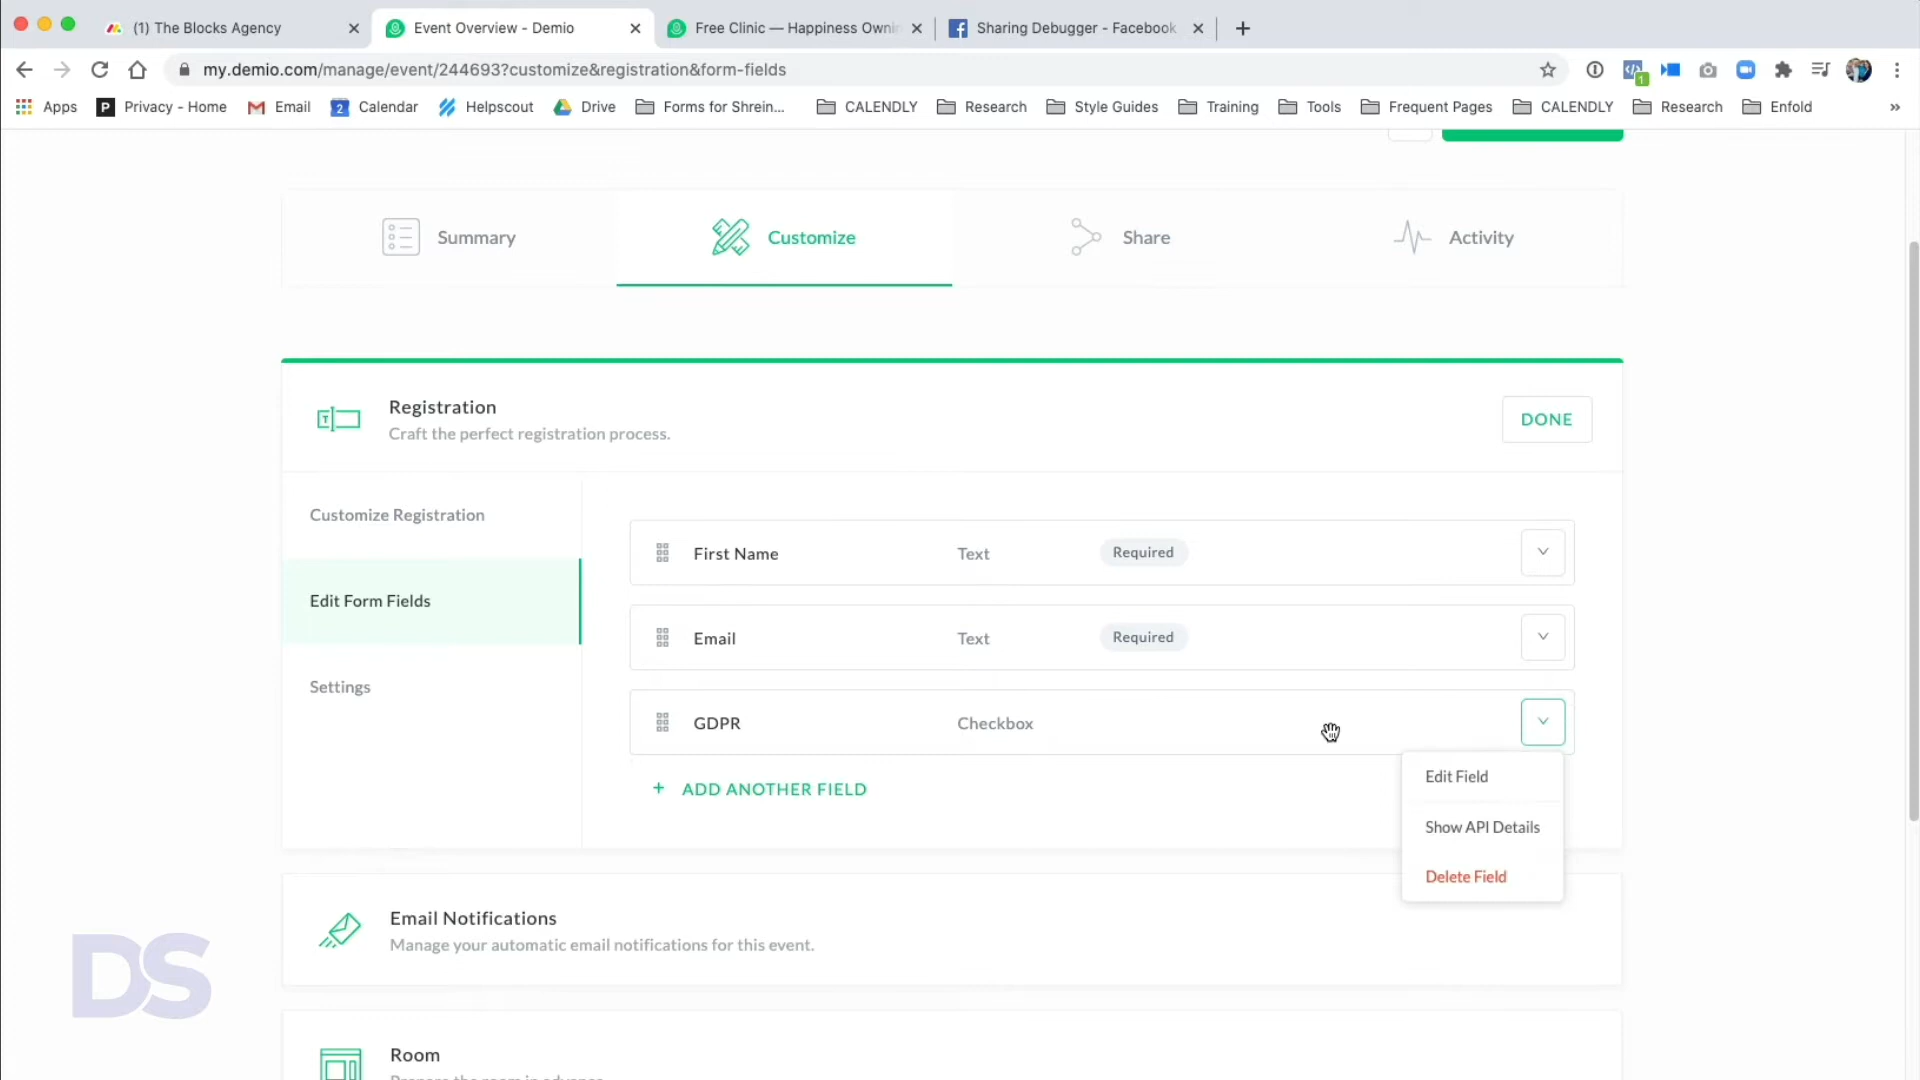 (1) The Blocks Agency
Event Overview - Demio
Free Clinic — Happiness Ownin
Sharing Debugger - Facebook
my.demio.com/manage/event/244693?customize&registration&form-fields
Apps
P Privacy - Home
Email
2 Calendar
Helpscout
Drive
Forms for Shrein...
CALENDLY
Research
Style Guides
Training
Tools
Frequent Pages
CALENDLY
Research
Enfold
»
Summary
Customize
Share
Activity
Registration
Craft the perfect registration process.
DONE
Customize Registration
Edit Form Fields
Settings
First Name Text Required
Email Text Required
GDPR Checkbox
+ ADD ANOTHER FIELD
Edit Field
Show API Details
Delete Field
Email Notifications
Manage your automatic email notifications for this event.
DS
Room
Prepare the room in advance.